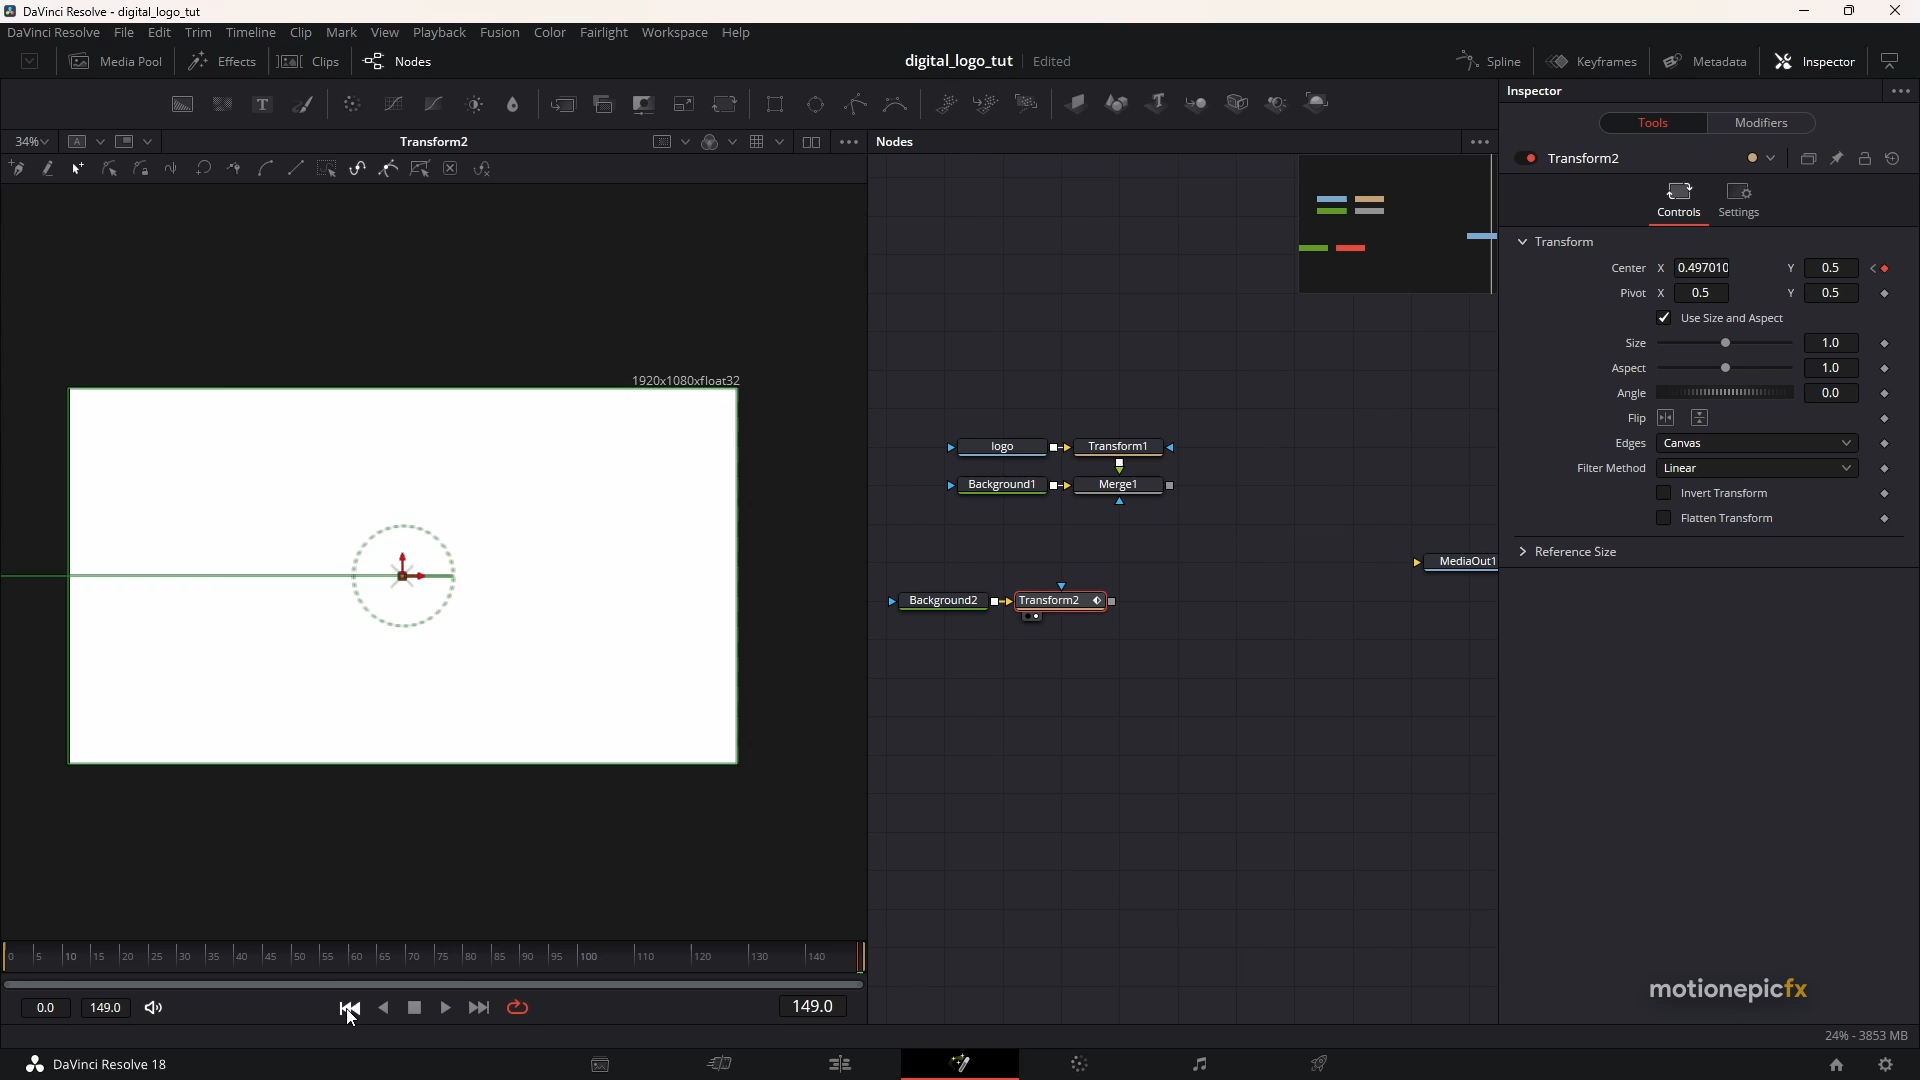 DaVinci Resolve - digital_logo_tut
DaVinci Resolve File Edit Trim Timeline Clip Mark View Playback Fusion Color Fairlight Workspace Help
Media Pool Effects Clips Nodes digital_logo_tut Edited Spline Keyframes Metadata Inspector
T
Inspector
Tools Modifiers
34% A Transform2 Nodes
Transform2
Controls Settings
Transform
Center X 0.497010 Y 0.5
Pivot X 0.5 Y 0.5
Use Size and Aspect
Size 1.0
Aspect 1.0
Angle 0.0
Flip
Edges Canvas
Filter Method Linear
Invert Transform
Flatten Transform
Reference Size
1920x1080xfloat32
logo Transform1
Background1 Merge1
MediaOut1
Background2 Transform2
0 5 10 15 20 25 30 35 40 45 50 55 60 65 70 75 80 85 90 95 100 110 120 130 140
0.0 149.0 149.0
motionepicfx
24% - 3853 MB
DaVinci Resolve 18